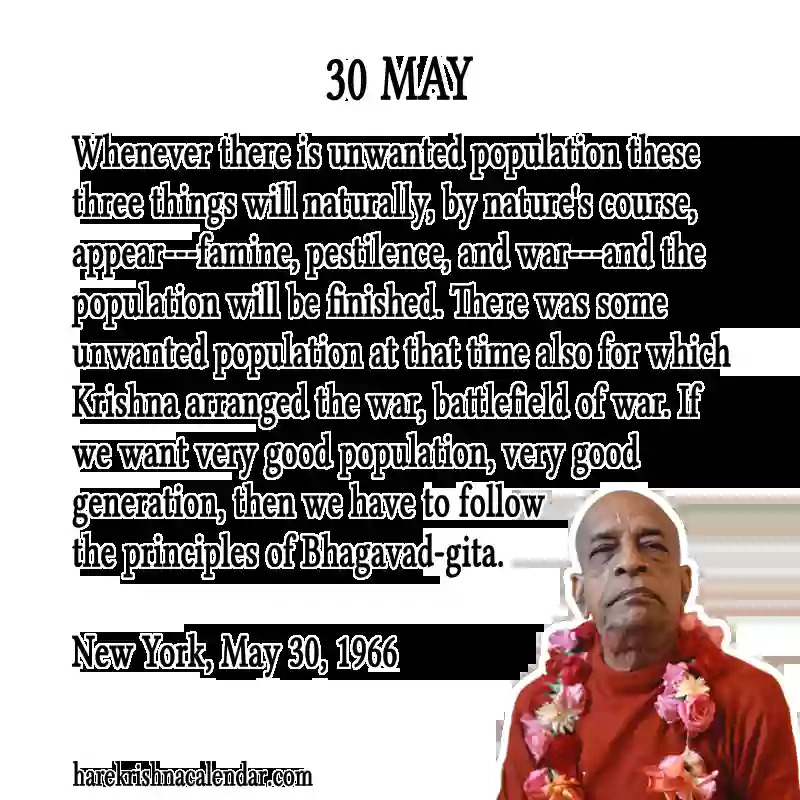 30 MAY
Whenever there is unwanted population these
three things will naturally, by nature's course,
appear---famine, pestilence, and war---and the
population will be finished. There was some
unwanted population at that time also for which
Krishna arranged the war, battlefield of war. If
we want very good population, very good
generation, then we have to follow
the principles of Bhagavad-gita.
New York, May 30, 1966
harekrishnacalendar.com